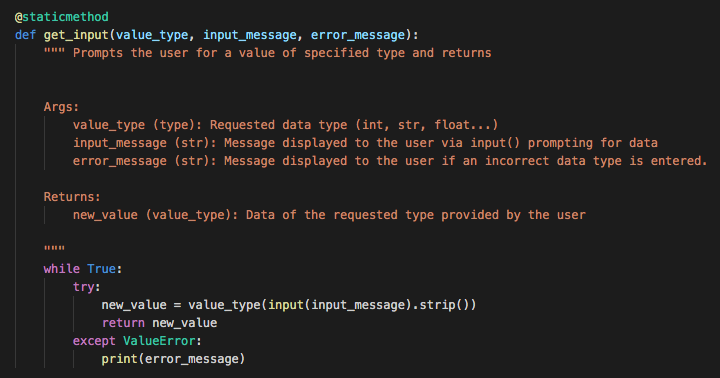 @staticmethod
def get_input(value_type, input_message, error_message):
    """ Prompts the user for a value of specified type and returns

    Args:
        value_type (type): Requested data type (int, str, float...)
        input_message (str): Message displayed to the user via input() prompting for data
        error_message (str): Message displayed to the user if an incorrect data type is entered.

    Returns:
        new_value (value_type): Data of the requested type provided by the user

    """
    while True:
        try:
            new_value = value_type(input(input_message).strip())
            return new_value
        except ValueError:
            print(error_message)